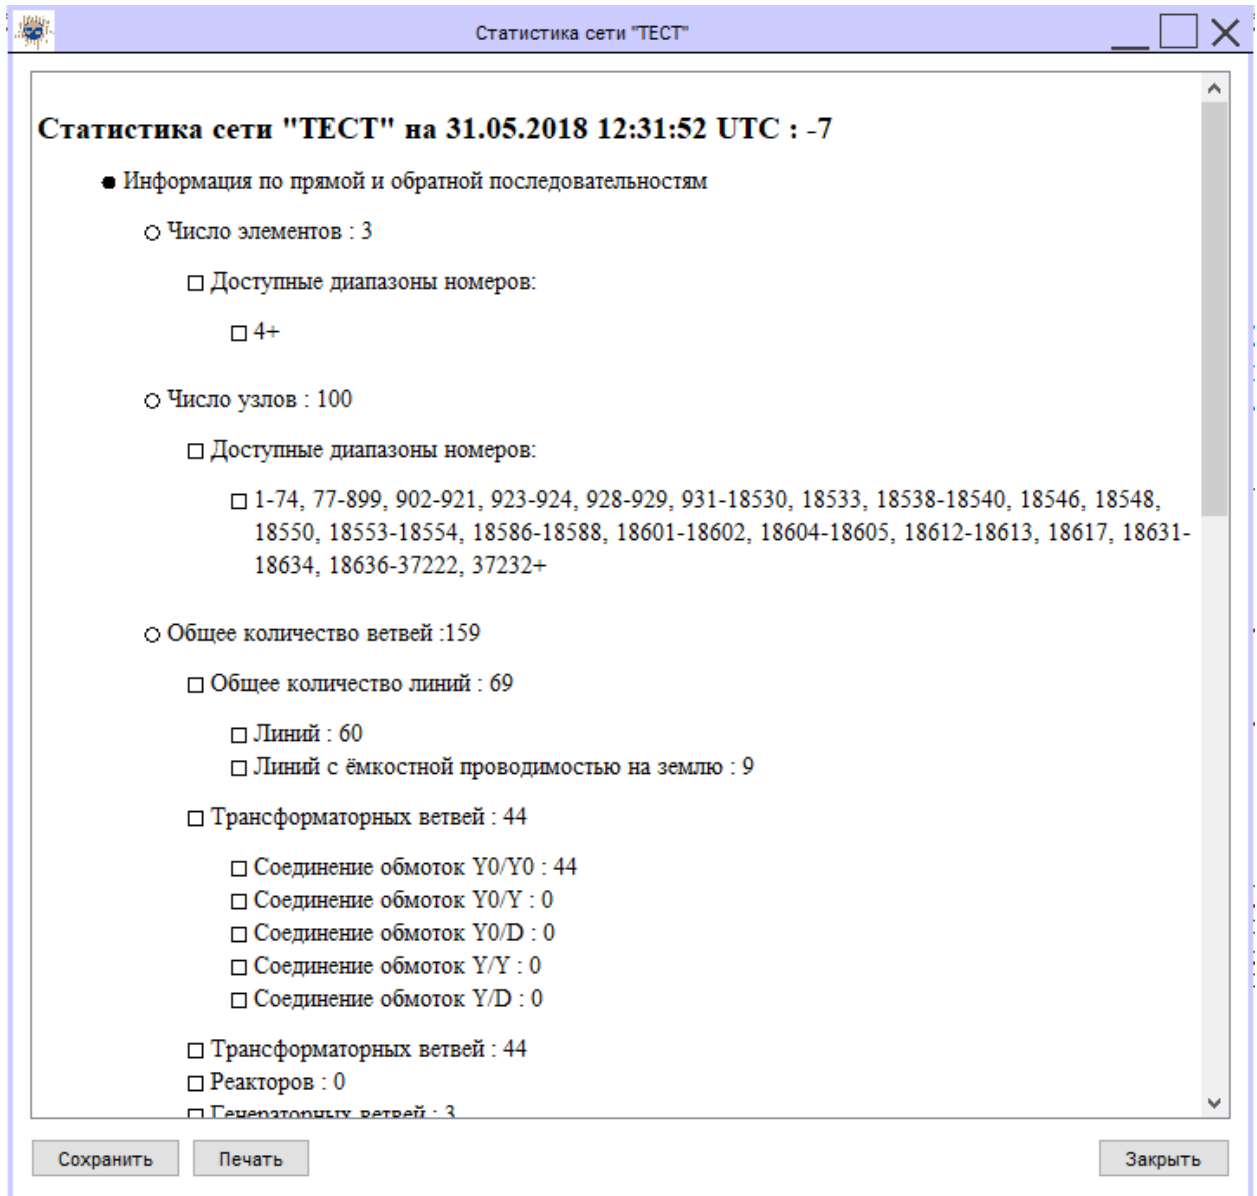 Статистика сети "ТЕСТ"
Статистика сети "ТЕСТ" на 31.05.2018 12:31:52 UTC : -7
Информация по прямой и обратной последовательностям
Число элементов : 3
Доступные диапазоны номеров:
4+
Число узлов : 100
Доступные диапазоны номеров:
1-74, 77-899, 902-921, 923-924, 928-929, 931-18530, 18533, 18538-18540, 18546, 18548,
18550, 18553-18554, 18586-18588, 18601-18602, 18604-18605, 18612-18613, 18617, 18631-
18634, 18636-37222, 37232+
Общее количество ветвей :159
Общее количество линий : 69
Линий : 60
Линий с ёмкостной проводимостью на землю : 9
Трансформаторных ветвей : 44
Соединение обмоток Y0/Y0 : 44
Соединение обмоток Y0/Y : 0
Соединение обмоток Y0/D : 0
Соединение обмоток Y/Y : 0
Соединение обмоток Y/D : 0
Трансформаторных ветвей : 44
Реакторов : 0
Генераторных ветвей : 3
Сохранить
Печать
Закрыть